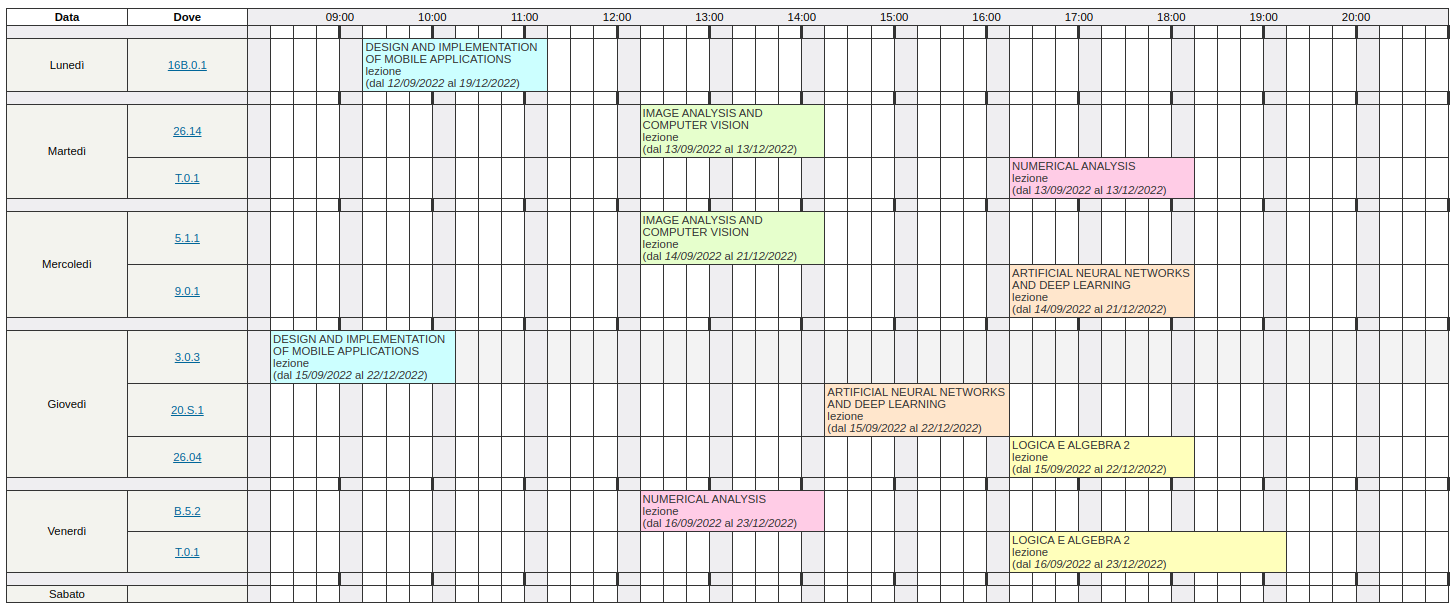 Data Dove 09:00 10:00 11:00 12:00 13:00 14:00 15:00 16:00 17:00 18:00 19:00 20:00
Lunedì
16B.0.1
DESIGN AND IMPLEMENTATION
OF MOBILE APPLICATIONS
lezione
(dal 12/09/2022 al 19/12/2022)
Martedì
26.14
IMAGE ANALYSIS AND
COMPUTER VISION
lezione
(dal 13/09/2022 al 13/12/2022)
T.0.1
NUMERICAL ANALYSIS
lezione
(dal 13/09/2022 al 13/12/2022)
Mercoledì
5.1.1
IMAGE ANALYSIS AND
COMPUTER VISION
lezione
(dal 14/09/2022 al 21/12/2022)
9.0.1
ARTIFICIAL NEURAL NETWORKS
AND DEEP LEARNING
lezione
(dal 14/09/2022 al 21/12/2022)
Giovedì
3.0.3
DESIGN AND IMPLEMENTATION
OF MOBILE APPLICATIONS
lezione
(dal 15/09/2022 al 22/12/2022)
20.S.1
ARTIFICIAL NEURAL NETWORKS
AND DEEP LEARNING
lezione
(dal 15/09/2022 al 22/12/2022)
26.04
LOGICA E ALGEBRA 2
lezione
(dal 15/09/2022 al 22/12/2022)
Venerdì
B.5.2
NUMERICAL ANALYSIS
lezione
(dal 16/09/2022 al 23/12/2022)
T.0.1
LOGICA E ALGEBRA 2
lezione
(dal 16/09/2022 al 23/12/2022)
Sabato